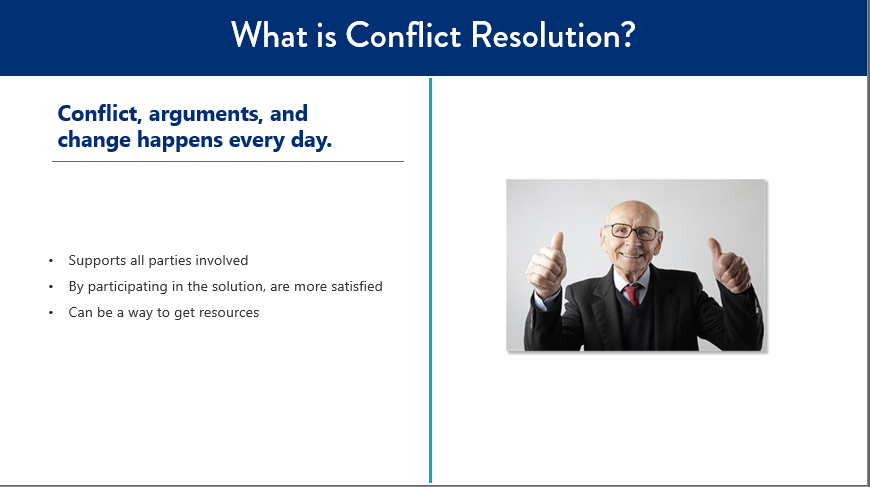 What is Conflict Resolution?
Conflict, arguments, and
change happens every day.
• Supports all parties involved
• By participating in the solution, are more satisfied
• Can be a way to get resources